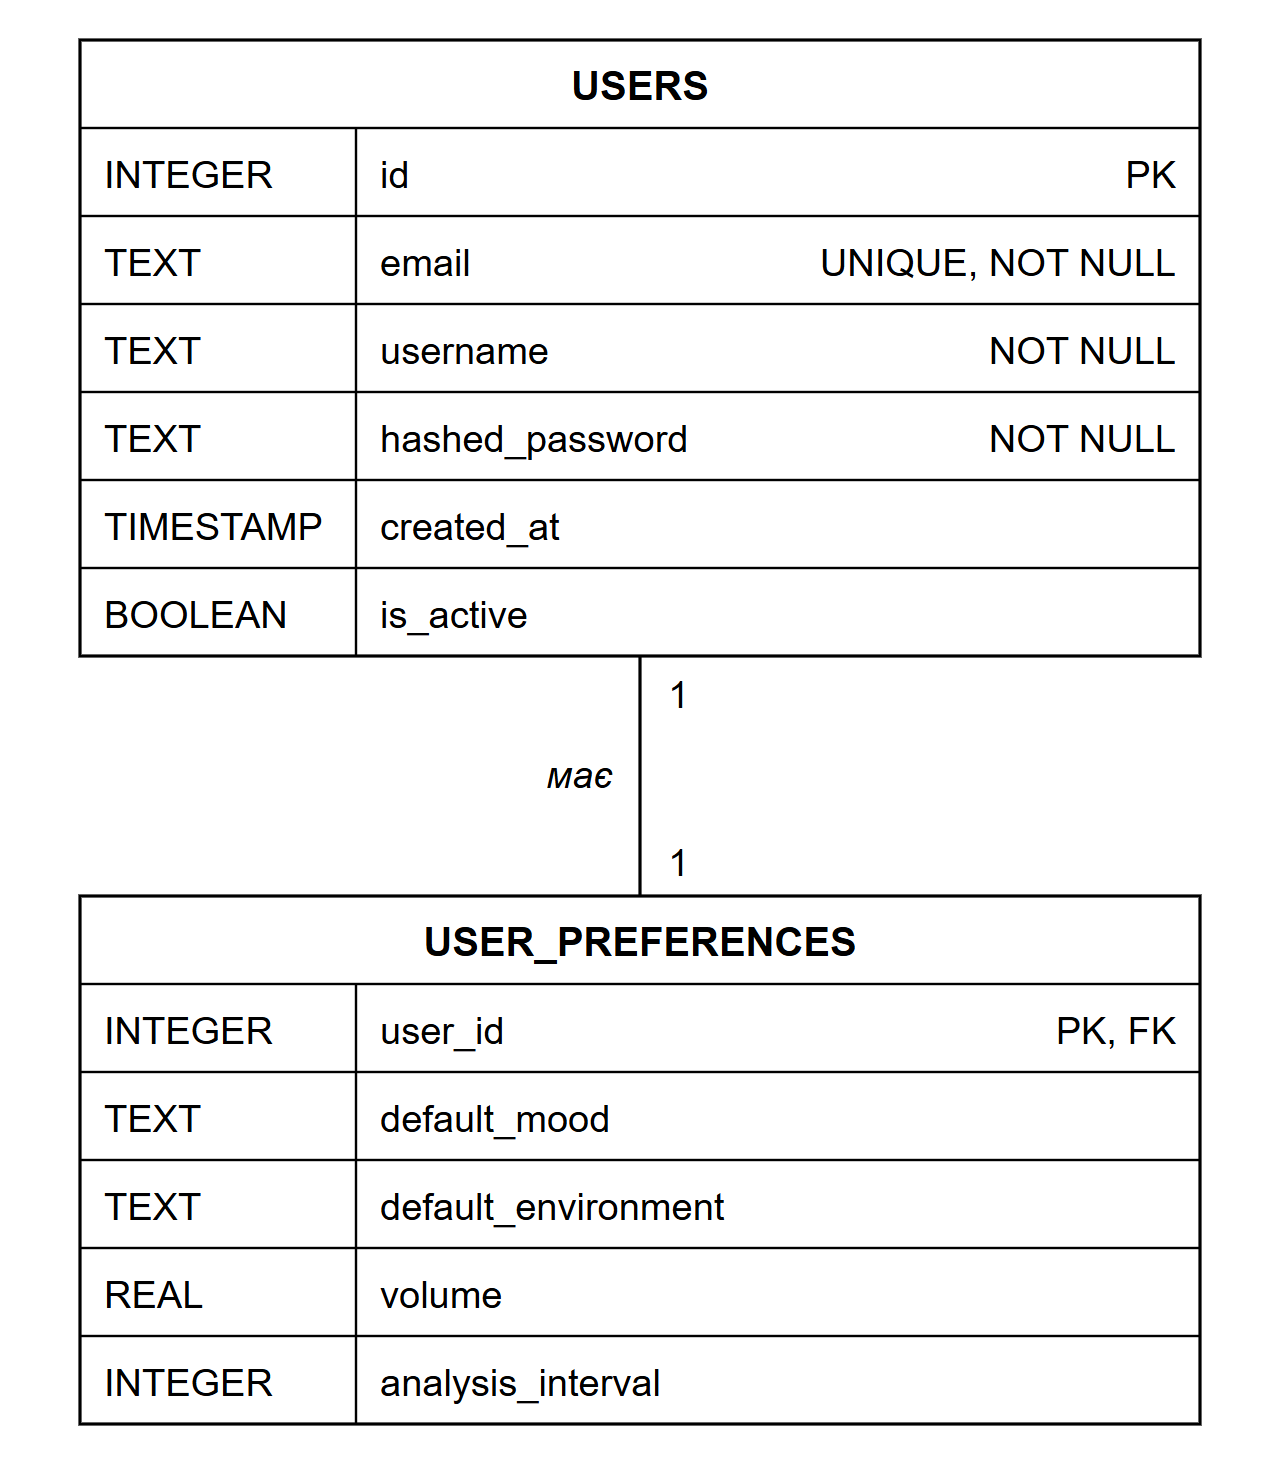 USERS
INTEGER id PK
TEXT email UNIQUE, NOT NULL
TEXT username NOT NULL
TEXT hashed_password NOT NULL
TIMESTAMP created_at
BOOLEAN is_active
1
має
1
USER_PREFERENCES
INTEGER user_id PK, FK
TEXT default_mood
TEXT default_environment
REAL volume
INTEGER analysis_interval